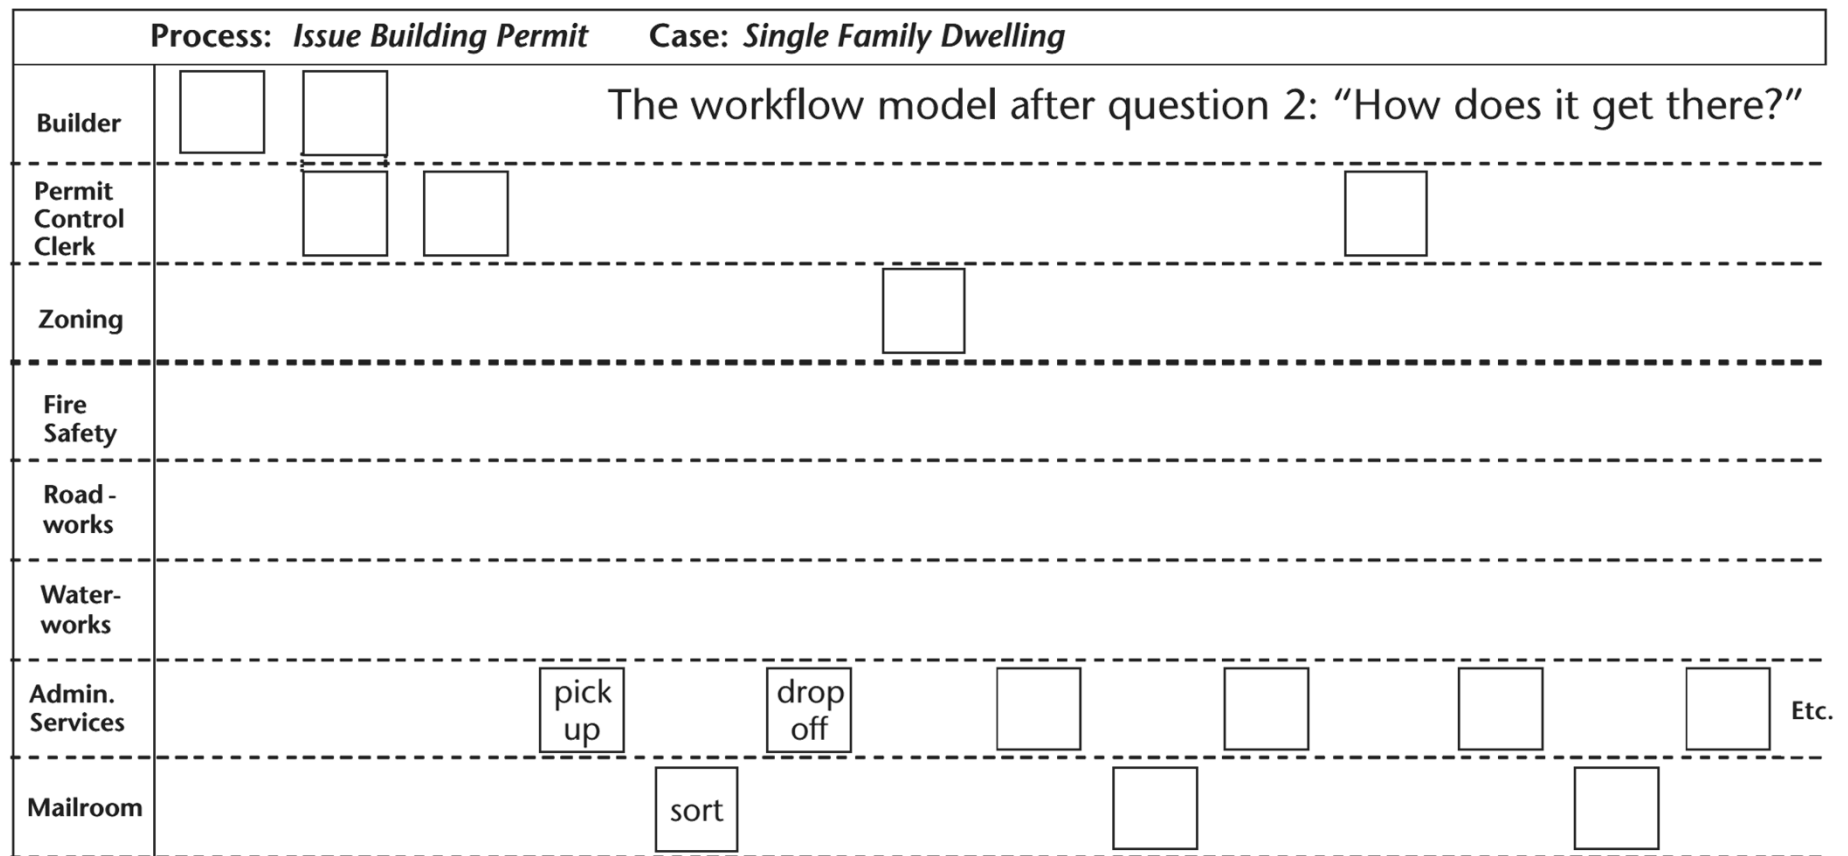 Process: Issue Building Permit Case: Single Family Dwelling
The workflow model after question 2: “How does it get there?”
Builder
Permit
Control
Clerk
Zoning
Fire
Safety
Road -
works
Water-
works
Admin.
Services
pick
up
drop
off
Etc.
Mailroom
sort